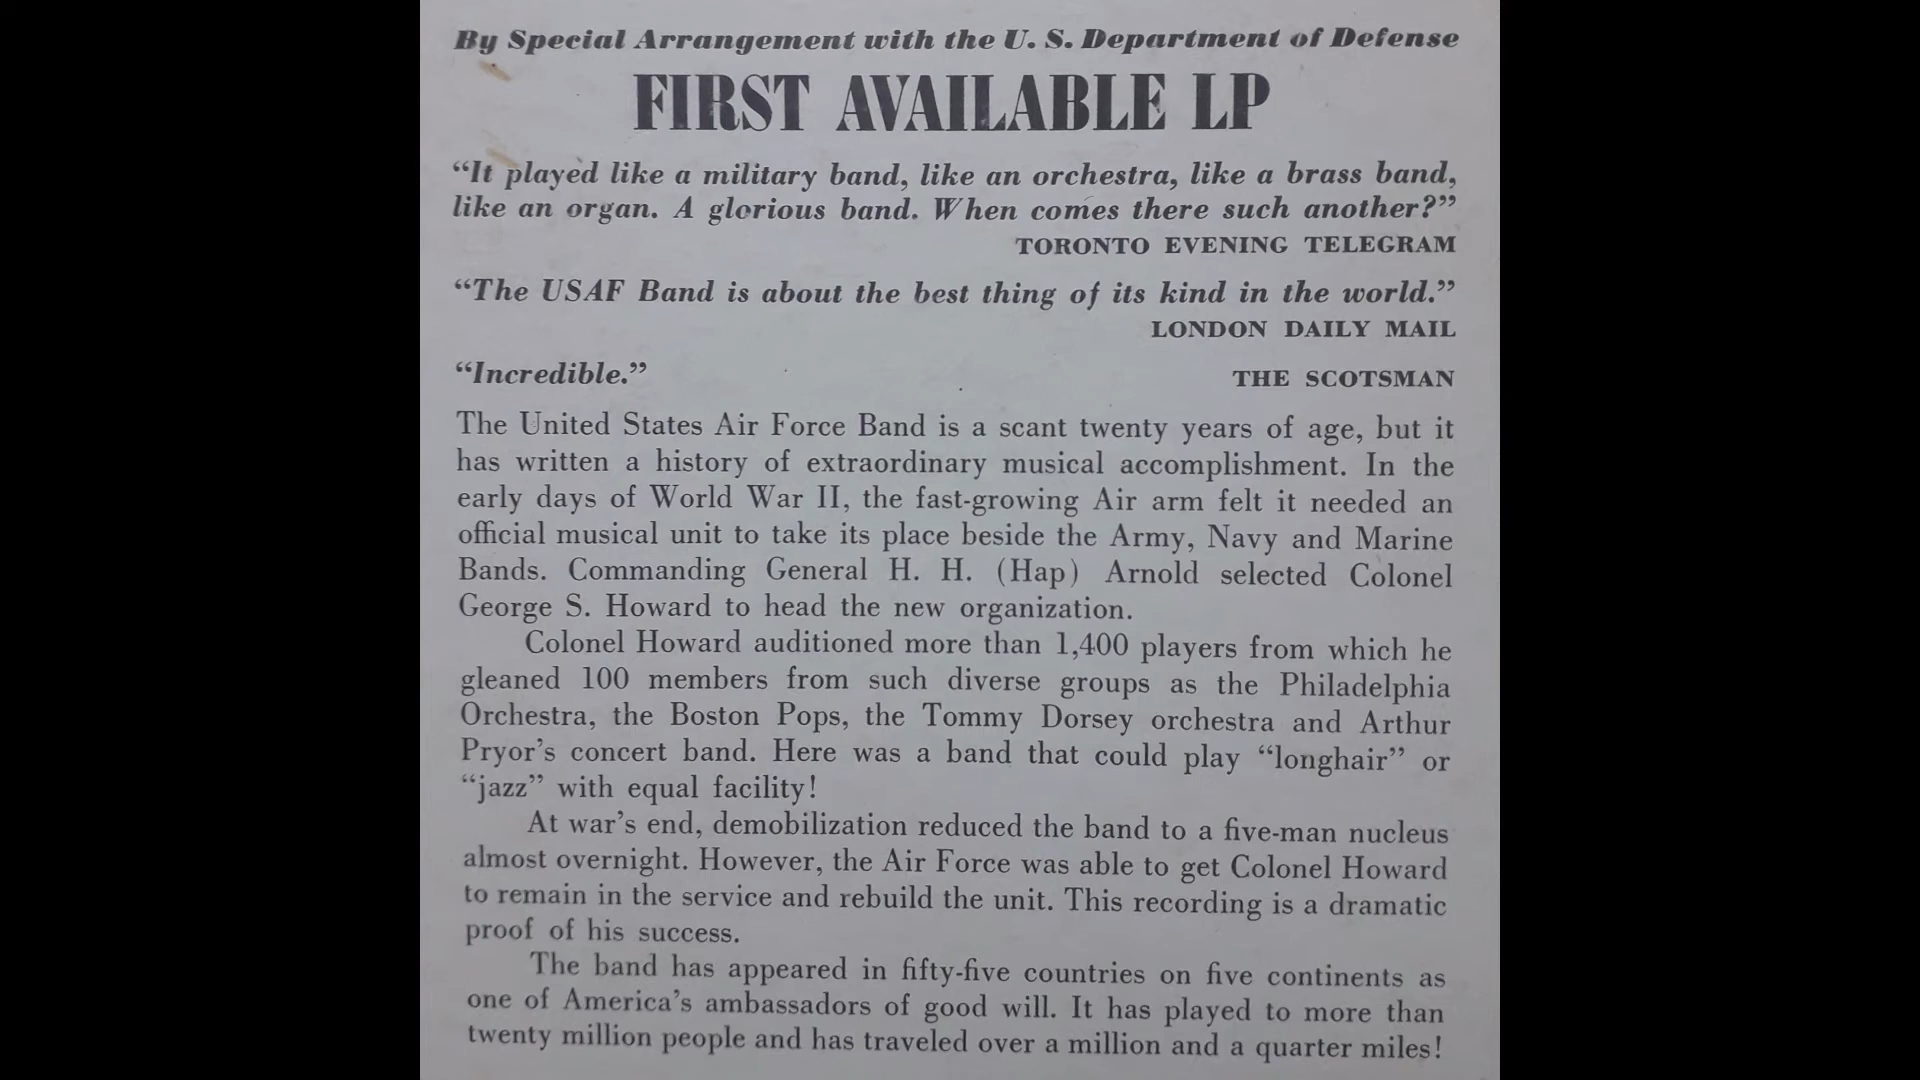 By Special Arrangement with the U. S. Department of Defense
FIRST AVAILABLE LP
“It played like a military band, like an orchestra, like a brass band,
like an organ. A glorious band. When comes there such another?”
TORONTO EVENING TELEGRAM
“The USAF Band is about the best thing of its kind in the world.”
LONDON DAILY MAIL
“Incredible.” THE SCOTSMAN
The United States Air Force Band is a scant twenty years of age, but it
has written a history of extraordinary musical accomplishment. In the
early days of World War II, the fast-growing Air arm felt it needed an
official musical unit to take its place beside the Army, Navy and Marine
Bands. Commanding General H. H. (Hap) Arnold selected Colonel
George S. Howard to head the new organization.
Colonel Howard auditioned more than 1,400 players from which he
gleaned 100 members from such diverse groups as the Philadelphia
Orchestra, the Boston Pops, the Tommy Dorsey orchestra and Arthur
Pryor’s concert band. Here was a band that could play “longhair” or
“jazz” with equal facility!
At war’s end, demobilization reduced the band to a five-man nucleus
almost overnight. However, the Air Force was able to get Colonel Howard
to remain in the service and rebuild the unit. This recording is a dramatic
proof of his success.
The band has appeared in fifty-five countries on five continents as
one of America’s ambassadors of good will. It has played to more than
twenty million people and has traveled over a million and a quarter miles!